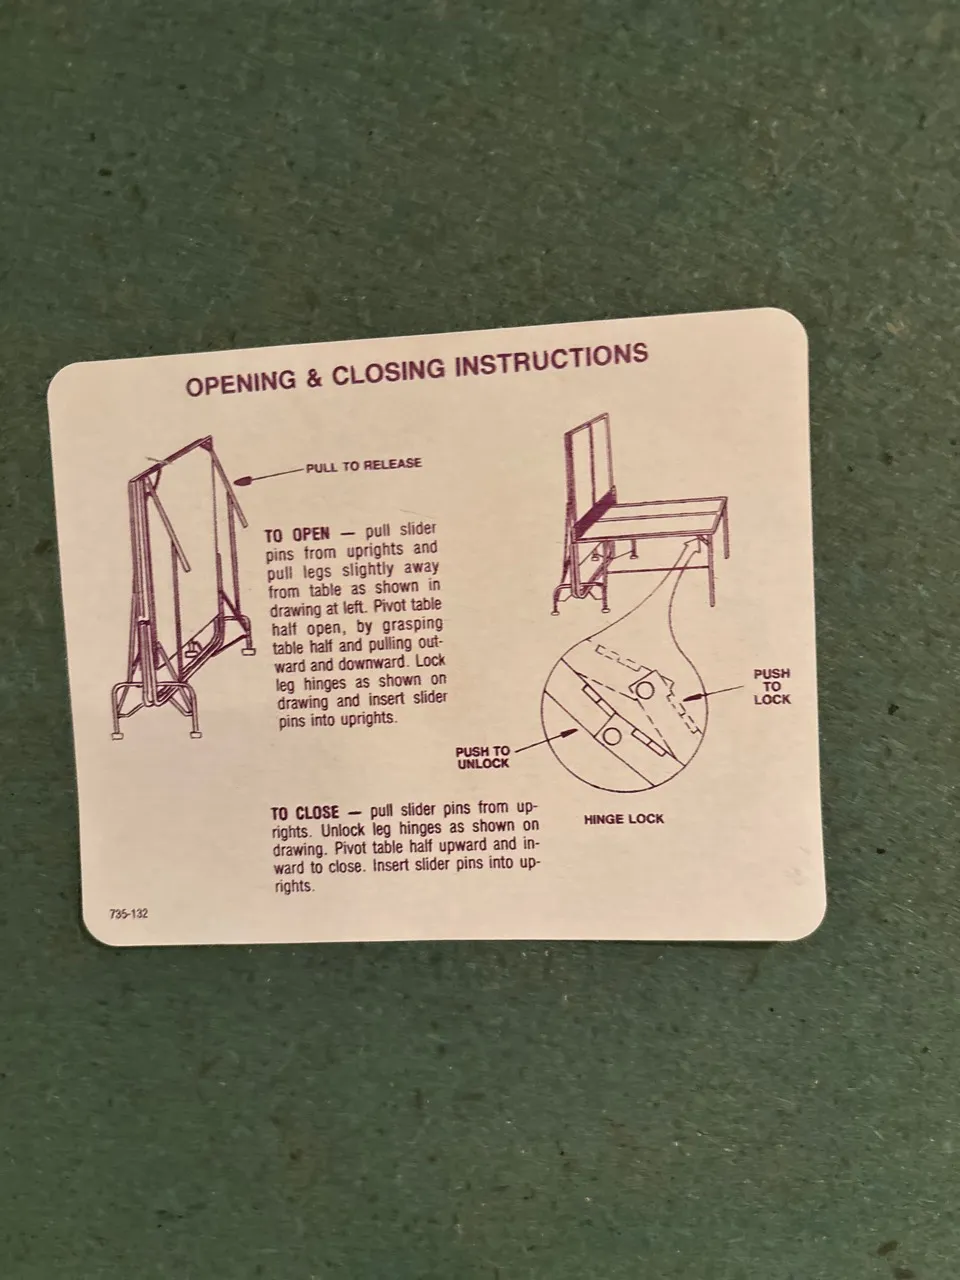 OPENING & CLOSING INSTRUCTIONS
PULL TO RELEASE
TO OPEN — pull slider
pins from uprights and
pull legs slightly away
from table as shown in
drawing at left. Pivot table
half open, by grasping
table half and pulling out-
ward and downward. Lock
leg hinges as shown on
drawing and insert slider
pins into uprights.
PUSH
TO
LOCK
PUSH TO
UNLOCK
HINGE LOCK
TO CLOSE — pull slider pins from up-
rights. Unlock leg hinges as shown on
drawing. Pivot table half upward and in-
ward to close. Insert slider pins into up-
rights.
735-132